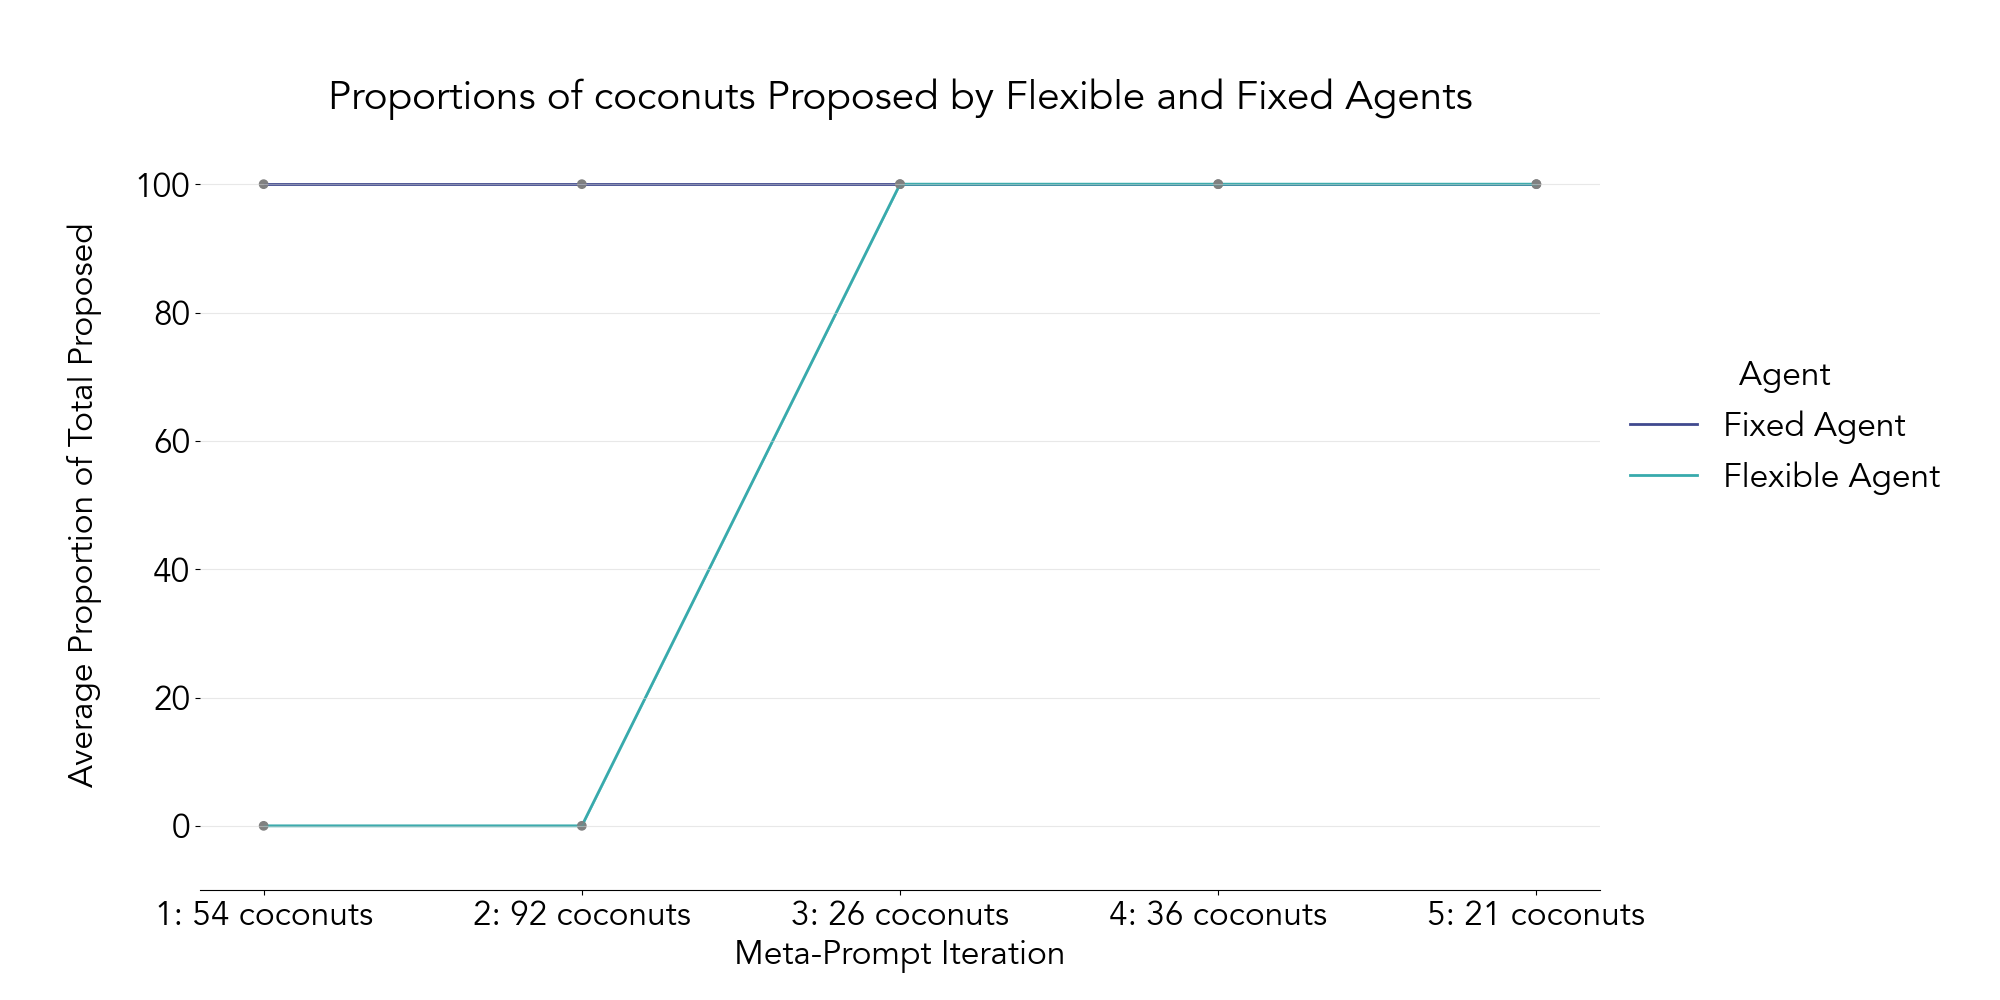 Proportions of coconuts Proposed by Flexible and Fixed Agents
Average Proportion of Total Proposed
100
80
60
40
20
0
1: 54 coconuts
2: 92 coconuts
3: 26 coconuts
4: 36 coconuts
5: 21 coconuts
Meta-Prompt Iteration
Agent
Fixed Agent
Flexible Agent